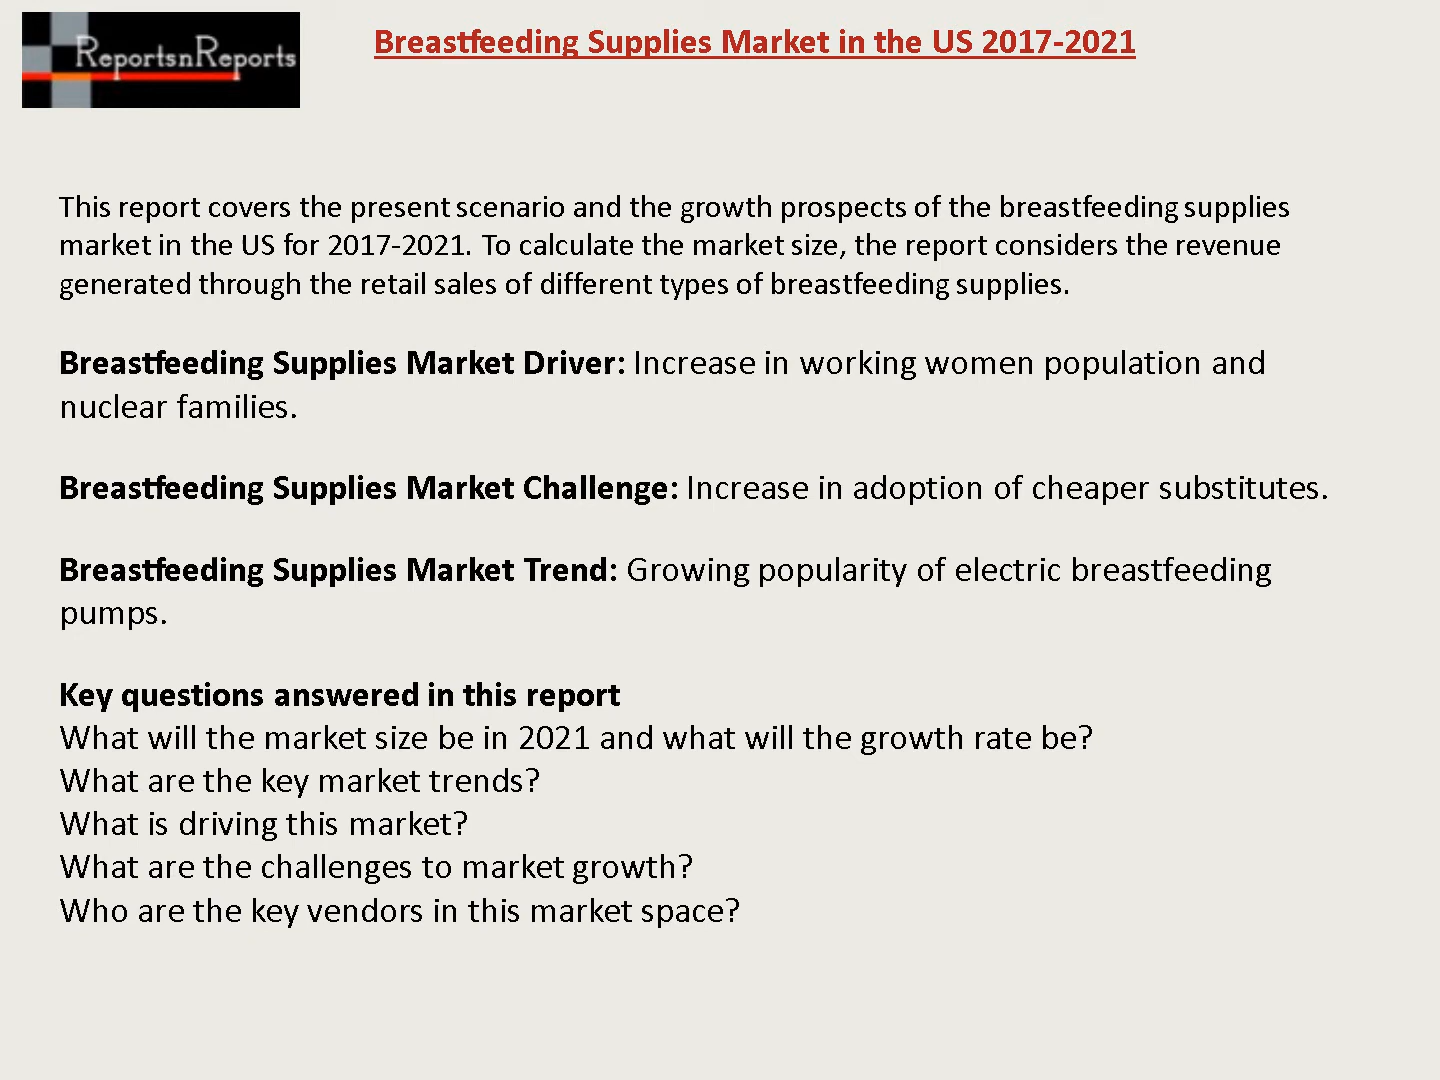 ReportsnReports
Breastfeeding Supplies Market in the US 2017-2021
This report covers the present scenario and the growth prospects of the breastfeeding supplies
market in the US for 2017-2021. To calculate the market size, the report considers the revenue
generated through the retail sales of different types of breastfeeding supplies.
Breastfeeding Supplies Market Driver: Increase in working women population and
nuclear families.
Breastfeeding Supplies Market Challenge: Increase in adoption of cheaper substitutes.
Breastfeeding Supplies Market Trend: Growing popularity of electric breastfeeding
pumps.
Key questions answered in this report
What will the market size be in 2021 and what will the growth rate be?
What are the key market trends?
What is driving this market?
What are the challenges to market growth?
Who are the key vendors in this market space?